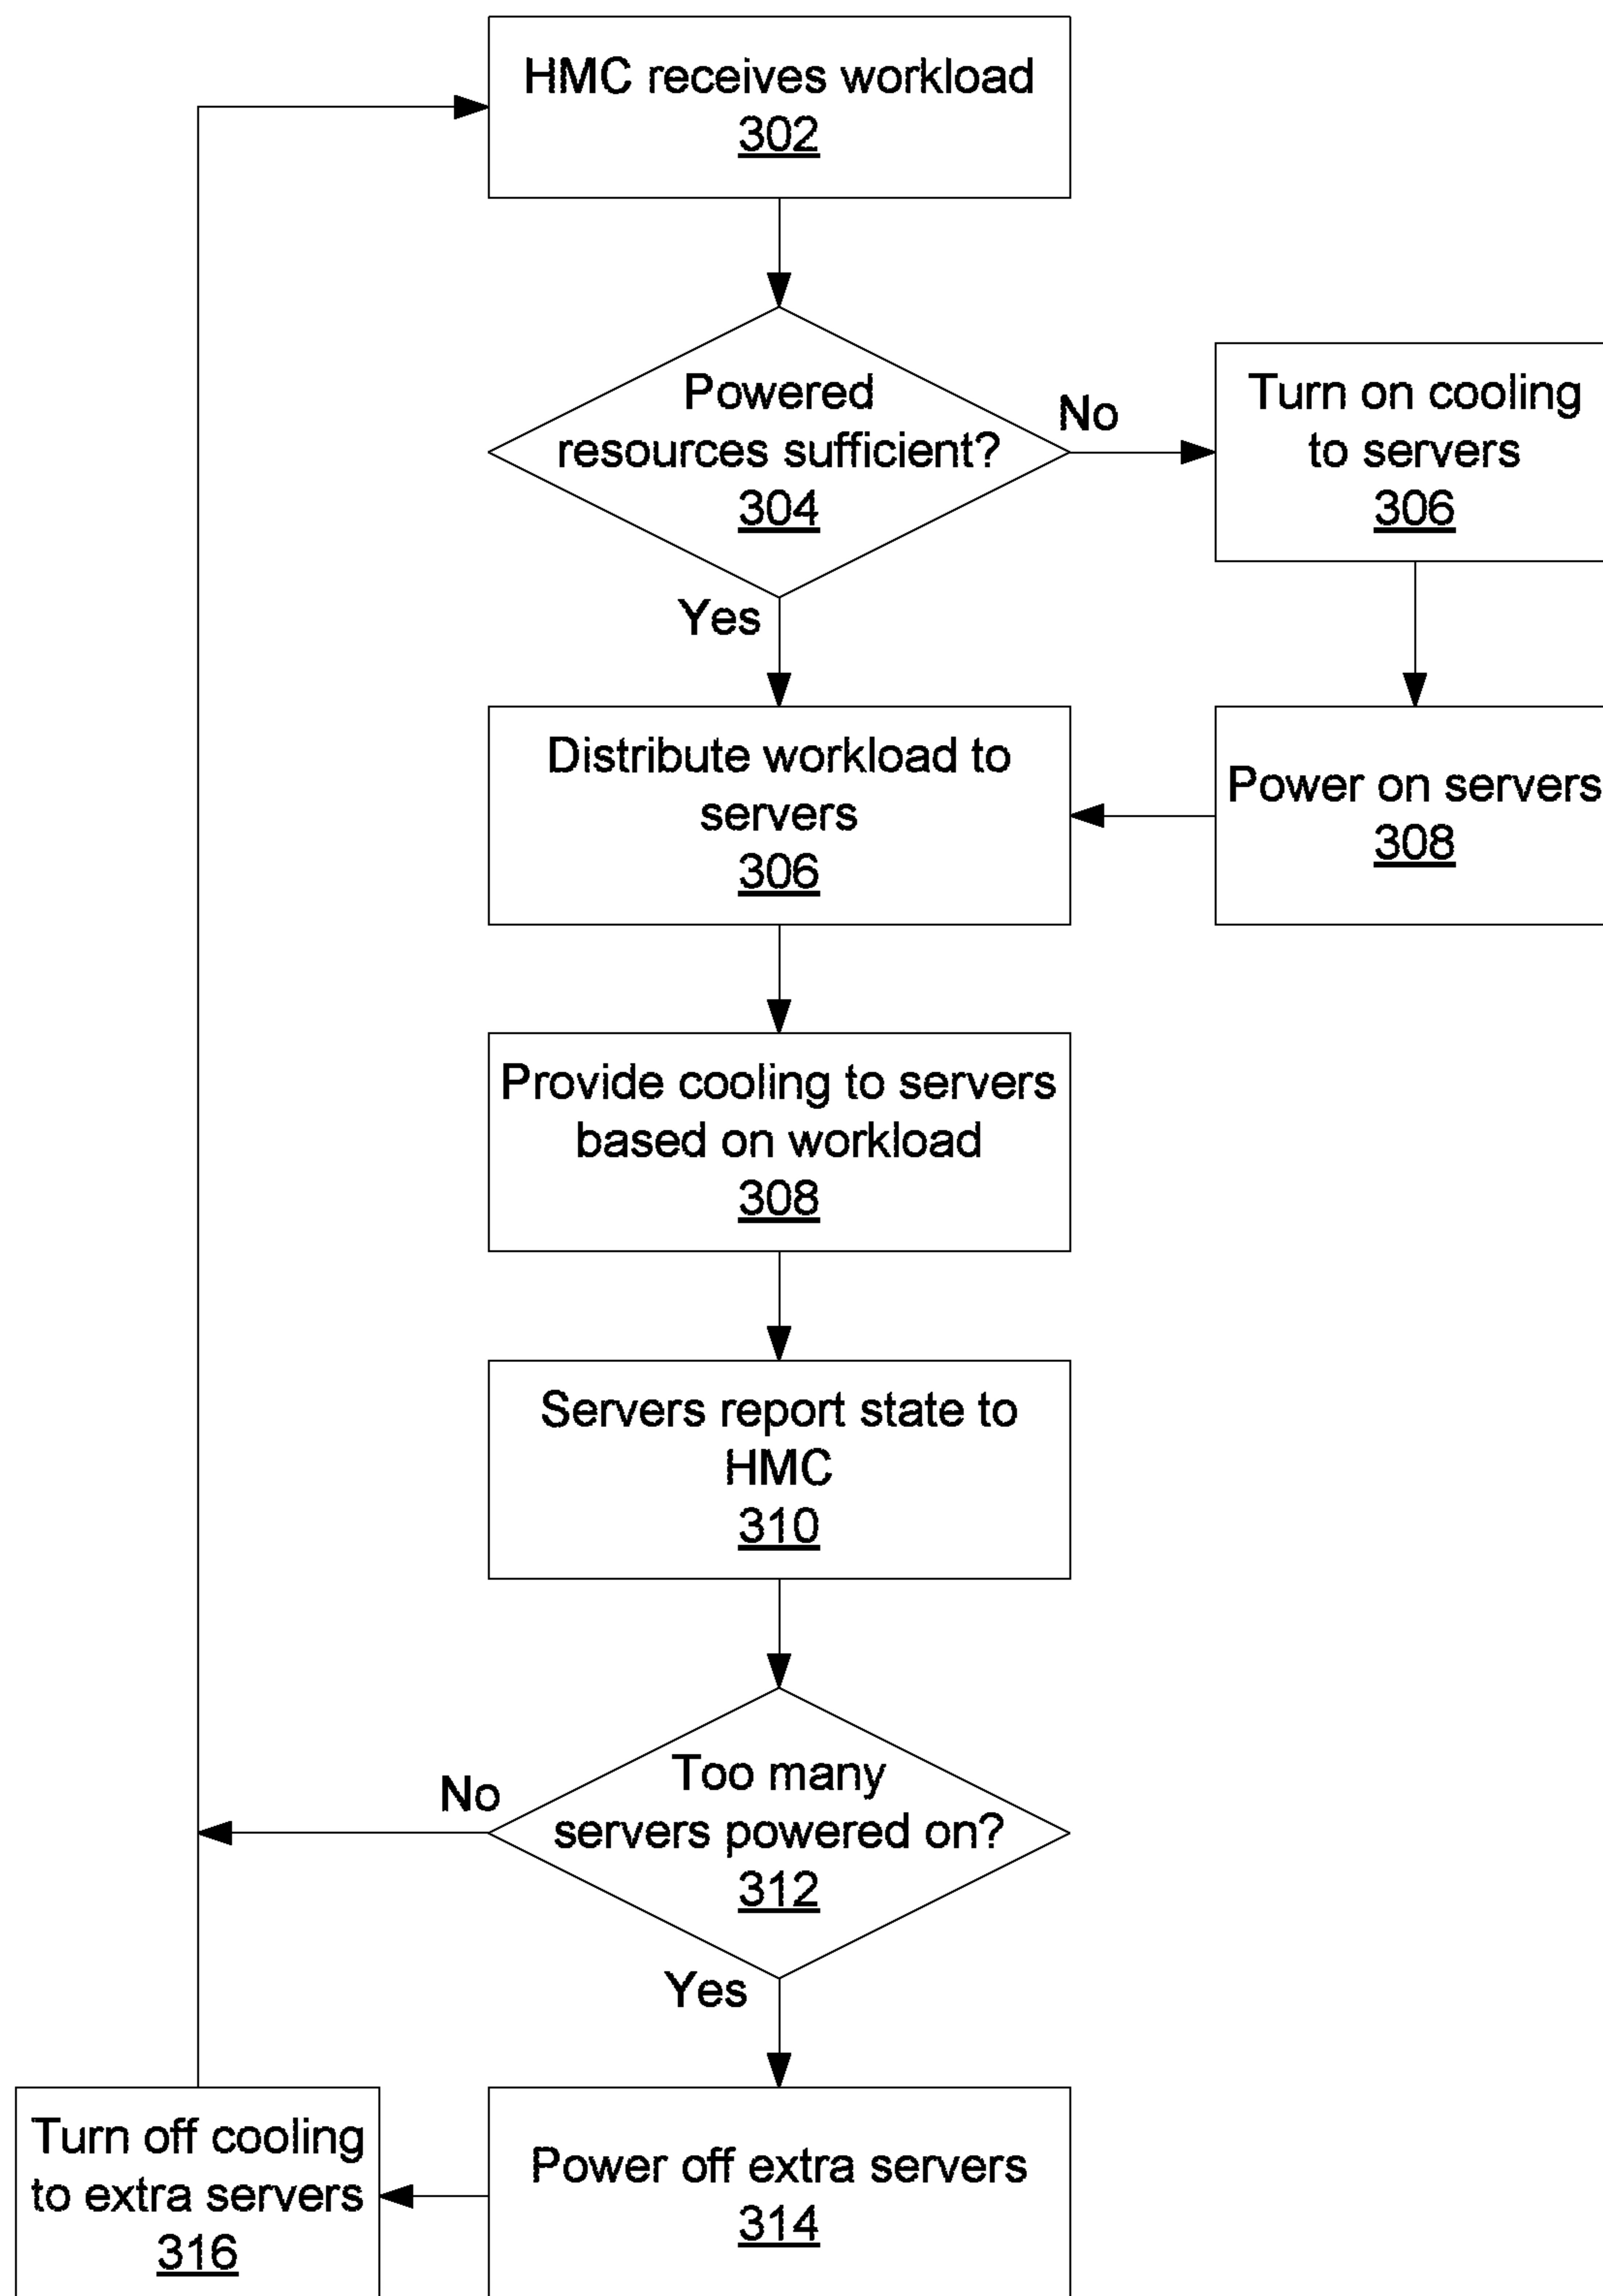 HMC receives workload
302
Powered
resources sufficient?
304
No
Turn on cooling
to servers
306
Yes
Distribute workload to
servers
306
Power on servers
308
Provide cooling to servers
based on workload
308
Servers report state to
HMC
310
Too many
servers powered on?
312
No
Yes
Power off extra servers
314
Turn off cooling
to extra servers
316